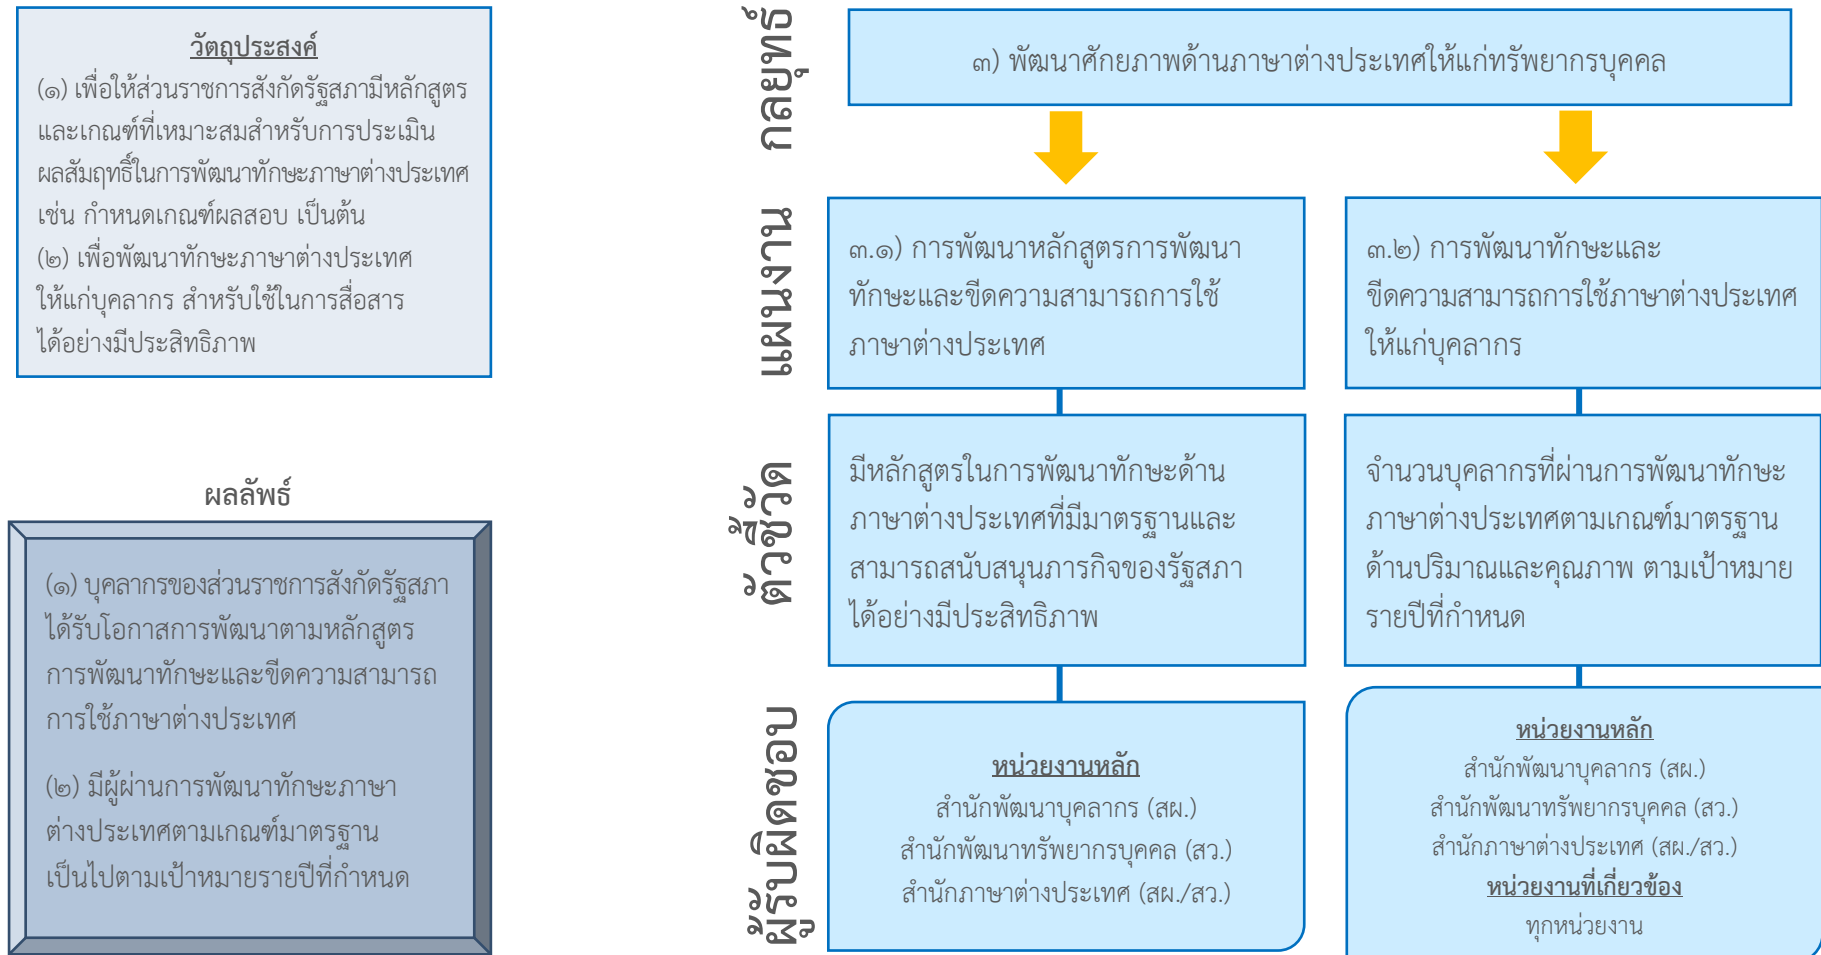 วัตถุประสงค์
(๑) เพื่อให้ส่วนราชการสังกัดรัฐสภามีหลักสูตร
และเกณฑ์ที่เหมาะสมสำหรับการประเมิน
ผลสัมฤทธิ์ในการพัฒนาทักษะภาษาต่างประเทศ
เช่น กำหนดเกณฑ์ผลสอบ เป็นต้น
(๒) เพื่อพัฒนาทักษะภาษาต่างประเทศ
ให้แก่บุคลากร สำหรับใช้ในการสื่อสาร
ได้อย่างมีประสิทธิภาพ
ผลลัพธ์
(๑) บุคลากรของส่วนราชการสังกัดรัฐสภา
ได้รับโอกาสการพัฒนาตามหลักสูตร
การพัฒนาทักษะและขีดความสามารถ
การใช้ภาษาต่างประเทศ
(๒) มีผู้ผ่านการพัฒนาทักษะภาษา
ต่างประเทศตามเกณฑ์มาตรฐาน
เป็นไปตามเป้าหมายรายปีที่กำหนด
กลยุทธ์
๓) พัฒนาศักยภาพด้านภาษาต่างประเทศให้แก่ทรัพยากรบุคคล
แผนงาน
๓.๑) การพัฒนาหลักสูตรการพัฒนา
ทักษะและขีดความสามารถการใช้
ภาษาต่างประเทศ
๓.๒) การพัฒนาทักษะและ
ขีดความสามารถการใช้ภาษาต่างประเทศ
ให้แก่บุคลากร
ตัวชี้วัด
มีหลักสูตรในการพัฒนาทักษะด้าน
ภาษาต่างประเทศที่มีมาตรฐานและ
สามารถสนับสนุนภารกิจของรัฐสภา
ได้อย่างมีประสิทธิภาพ
จำนวนบุคลากรที่ผ่านการพัฒนาทักษะ
ภาษาต่างประเทศตามเกณฑ์มาตรฐาน
ด้านปริมาณและคุณภาพ ตามเป้าหมาย
รายปีที่กำหนด
ผู้รับผิดชอบ
หน่วยงานหลัก
สำนักพัฒนาบุคลากร (สผ.)
สำนักพัฒนาทรัพยากรบุคคล (สว.)
สำนักภาษาต่างประเทศ (สผ./สว.)
หน่วยงานหลัก
สำนักพัฒนาบุคลากร (สผ.)
สำนักพัฒนาทรัพยากรบุคคล (สว.)
สำนักภาษาต่างประเทศ (สผ./สว.)
หน่วยงานที่เกี่ยวข้อง
ทุกหน่วยงาน